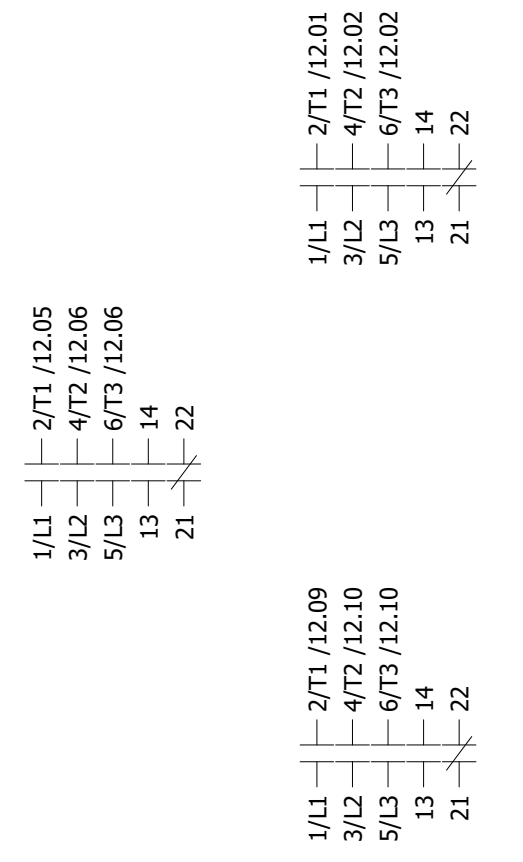 1/L1 2/T1 /12.01
3/L2 4/T2 /12.02
5/L3 6/T3 /12.02
13 14
21 22
1/L1 2/T1 /12.05
3/L2 4/T2 /12.06
5/L3 6/T3 /12.06
13 14
21 22
1/L1 2/T1 /12.09
3/L2 4/T2 /12.10
5/L3 6/T3 /12.10
13 14
21 22